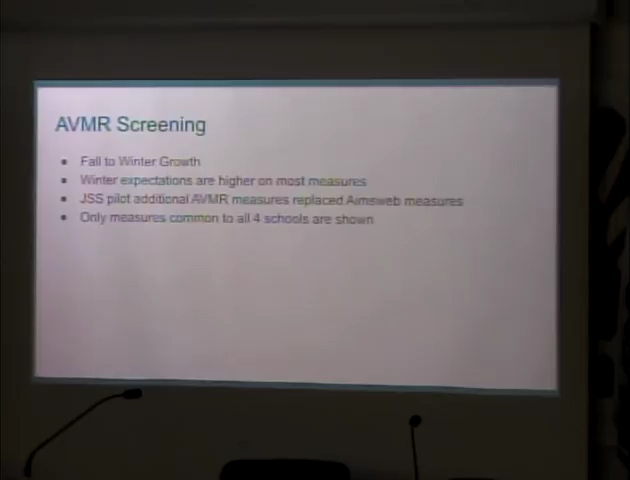 AVMR Screening
Fall to Winter Growth
Winter expectations are higher on most measures
JSS pilot additional AVMR measures replaced Aimsweb measures
Only measures common to all 4 schools are shown